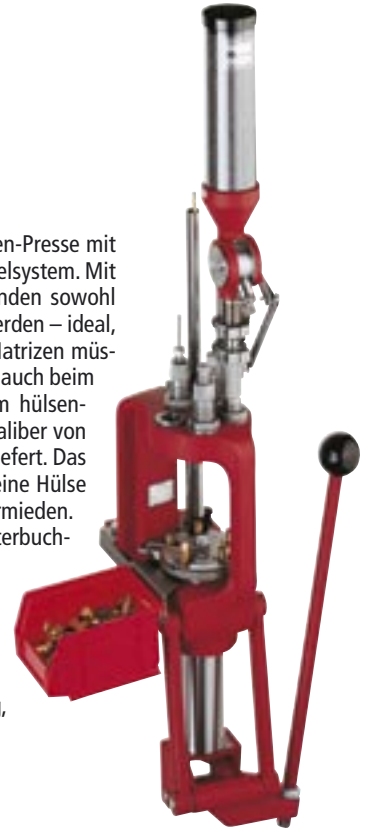 en-Presse mit
elsystem. Mit
nden sowohl
erden – ideal,
Matrizen müs-
auch beim
m hülsen-
aliber von
efert. Das
eine Hülse
rmieden.
terbuch-